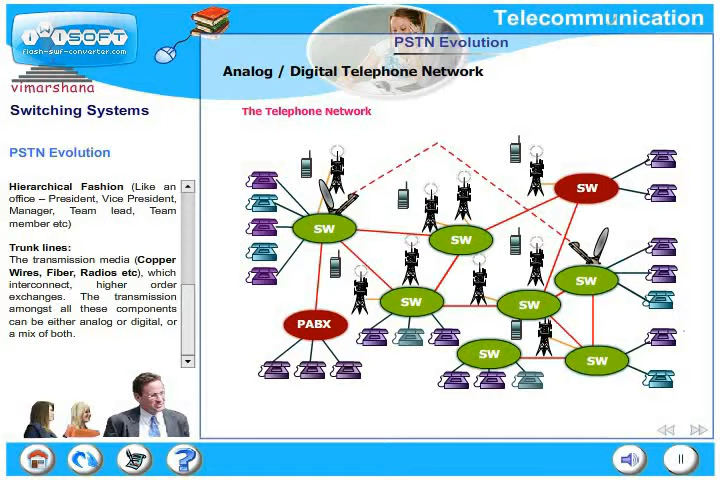 Telecommunication
iWiSOFT
flash-swf-converter.com
PSTN Evolution
vimarshana
Analog / Digital Telephone Network
Switching Systems
The Telephone Network
PSTN Evolution
Hierarchical Fashion (Like an
office – President, Vice President,
Manager, Team lead, Team
member etc)
Trunk lines:
The transmission media (Copper
Wires, Fiber, Radios etc), which
interconnect, higher order
exchanges. The transmission
amongst all these components
can be either analog or digital, or
a mix of both.
SW
SW
SW
SW
SW
SW
PABX
SW
SW